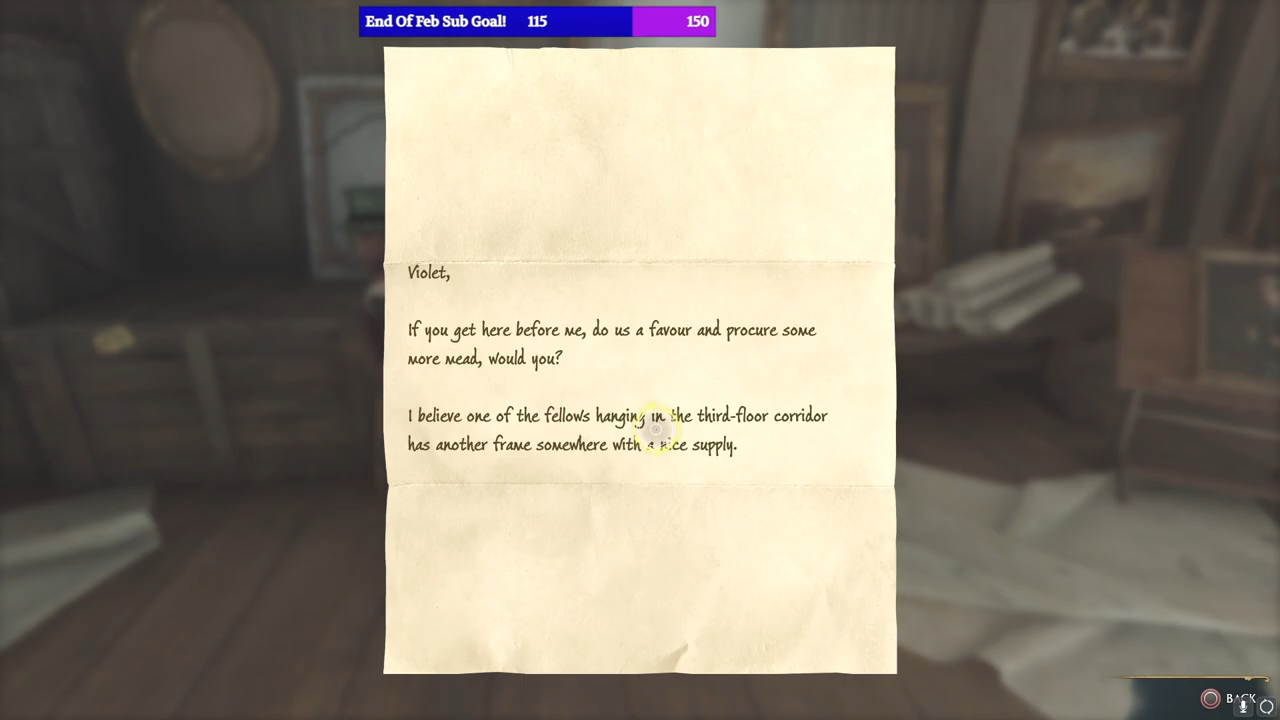 End Of Feb Sub Goal! 115 150
Violet,
If you get here before me, do us a favour and procure some
more mead, would you?
I believe one of the fellows hanging in the third-floor corridor
has another frame somewhere with a nice supply.
BACK